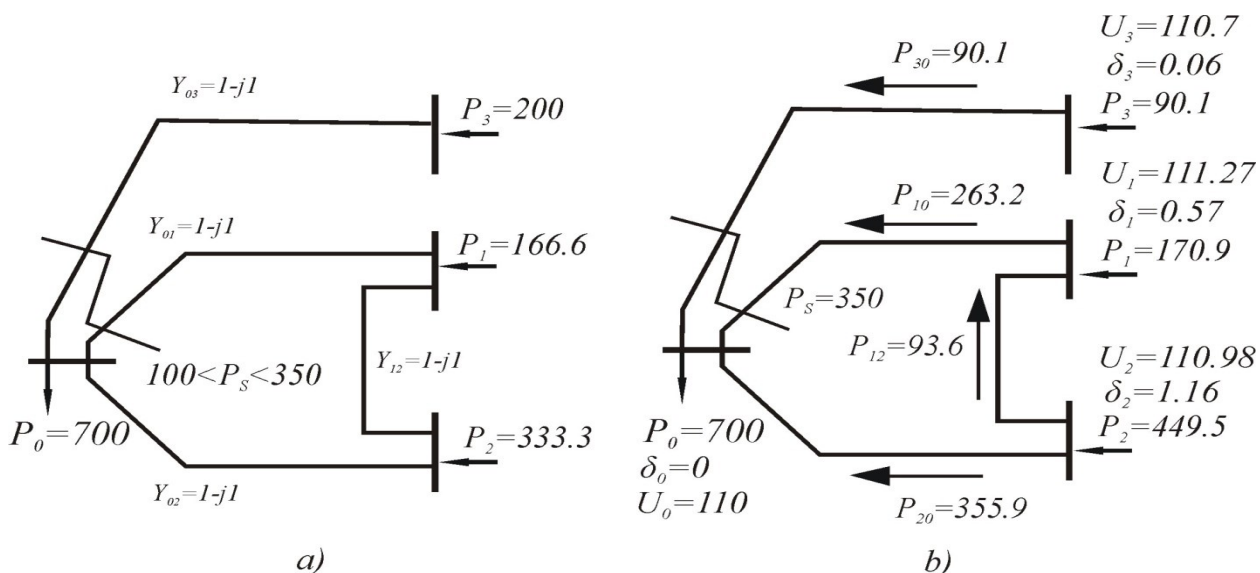 Y₀₃=1-j1
P₃=200
Y₀₁=1-j1
P₁=166.6
Y₁₂=1-j1
100<Pₛ<350
P₀=700
P₂=333.3
Y₀₂=1-j1
a)
U₃=110.7
δ₃=0.06
P₃₀=90.1
P₃=90.1
U₁=111.27
δ₁=0.57
P₁₀=263.2
P₁=170.9
Pₛ=350
P₁₂=93.6
U₂=110.98
δ₂=1.16
P₂=449.5
P₀=700
δ₀=0
U₀=110
P₂₀=355.9
b)